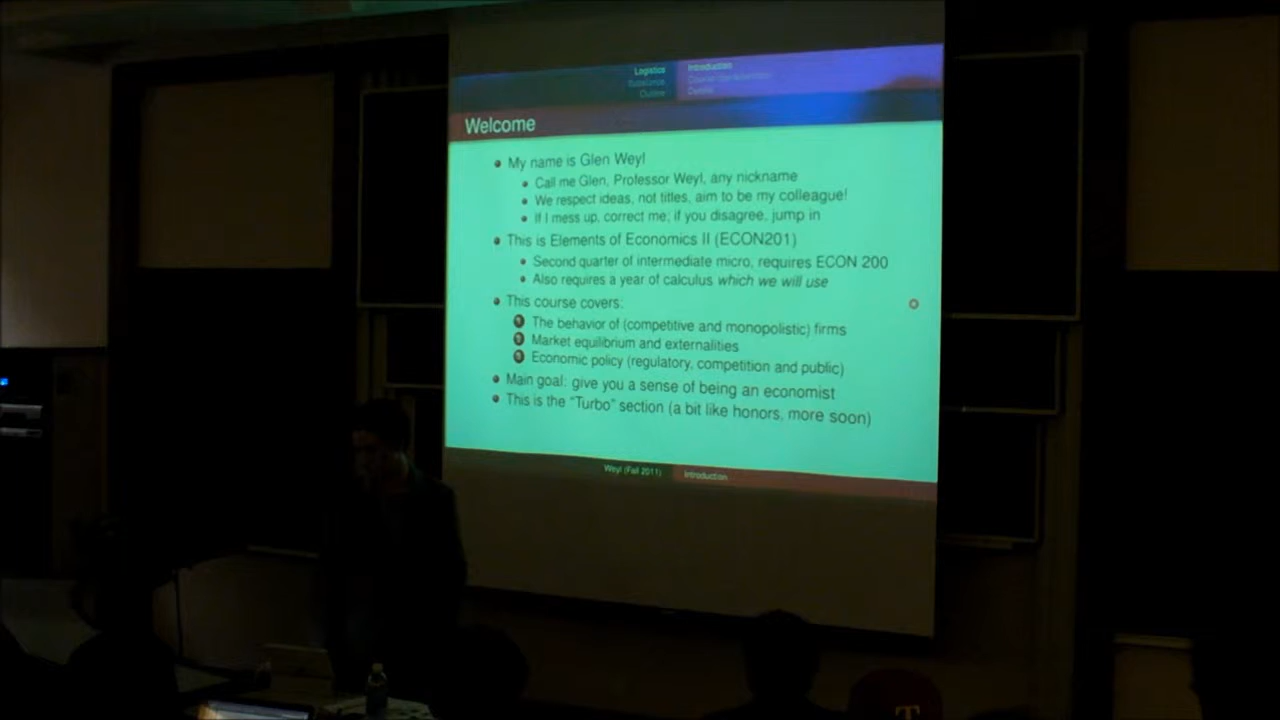 Logistics
Introduction
Welcome
My name is Glen Weyl
Call me Glen, Professor Weyl, any nickname
We respect ideas, not titles, aim to be my colleague!
If I mess up, correct me; if you disagree, jump in
This is Elements of Economics II (ECON201)
Second quarter of intermediate micro, requires ECON 200
Also requires a year of calculus which we will use
This course covers:
1 The behavior of (competitive and monopolistic) firms
2 Market equilibrium and externalities
3 Economic policy (regulatory, competition and public)
Main goal: give you a sense of being an economist
This is the "Turbo" section (a bit like honors, more soon)
Weyl (Fall 2011)
Introduction
T